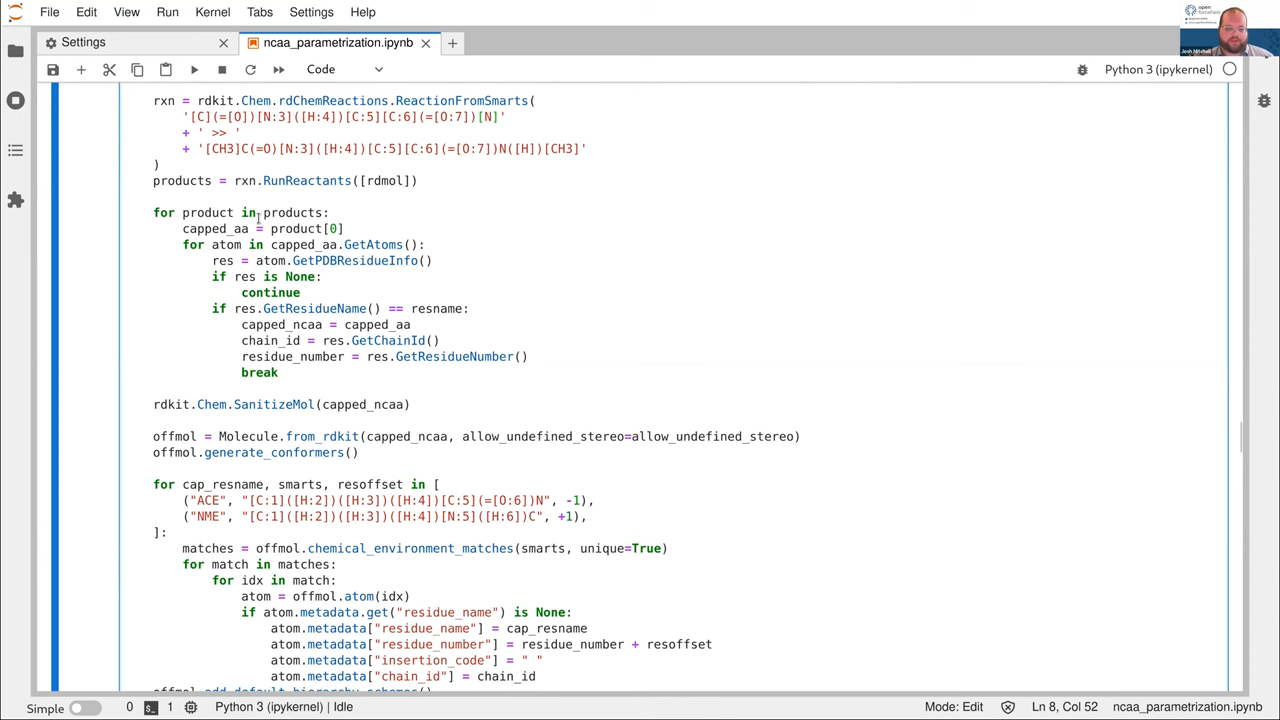 File Edit View Run Kernel Tabs Settings Help
open
forcefield
Settings
ncaa_parametrization.ipynb
Josh Mitchell
Code
Python 3 (ipykernel)
rxn = rdkit.Chem.rdChemReactions.ReactionFromSmarts(
'[C](=[O])[N:3]([H:4])[C:5][C:6](=[O:7])[N]'
+ ' >> '
+ '[CH3]C(=O)[N:3]([H:4])[C:5][C:6](=[O:7])N([H])[CH3]'
)
products = rxn.RunReactants([rdmol])
for product in products:
capped_aa = product[0]
for atom in capped_aa.GetAtoms():
res = atom.GetPDBResidueInfo()
if res is None:
continue
if res.GetResidueName() == resname:
capped_ncaa = capped_aa
chain_id = res.GetChainId()
residue_number = res.GetResidueNumber()
break
rdkit.Chem.SanitizeMol(capped_ncaa)
offmol = Molecule.from_rdkit(capped_ncaa, allow_undefined_stereo=allow_undefined_stereo)
offmol.generate_conformers()
for cap_resname, smarts, resoffset in [
("ACE", "[C:1]([H:2])([H:3])([H:4])[C:5](=[O:6])N", -1),
("NME", "[C:1]([H:2])([H:3])([H:4])[N:5]([H:6])C", +1),
]:
matches = offmol.chemical_environment_matches(smarts, unique=True)
for match in matches:
for idx in match:
atom = offmol.atom(idx)
if atom.metadata.get("residue_name") is None:
atom.metadata["residue_name"] = cap_resname
atom.metadata["residue_number"] = residue_number + resoffset
atom.metadata["insertion_code"] = " "
atom.metadata["chain_id"] = chain_id
offmol.add_default_hierarchy_schemes()
Simple 0 1 Python 3 (ipykernel) | Idle Mode: Edit Ln 8, Col 52 ncaa_parametrization.ipynb